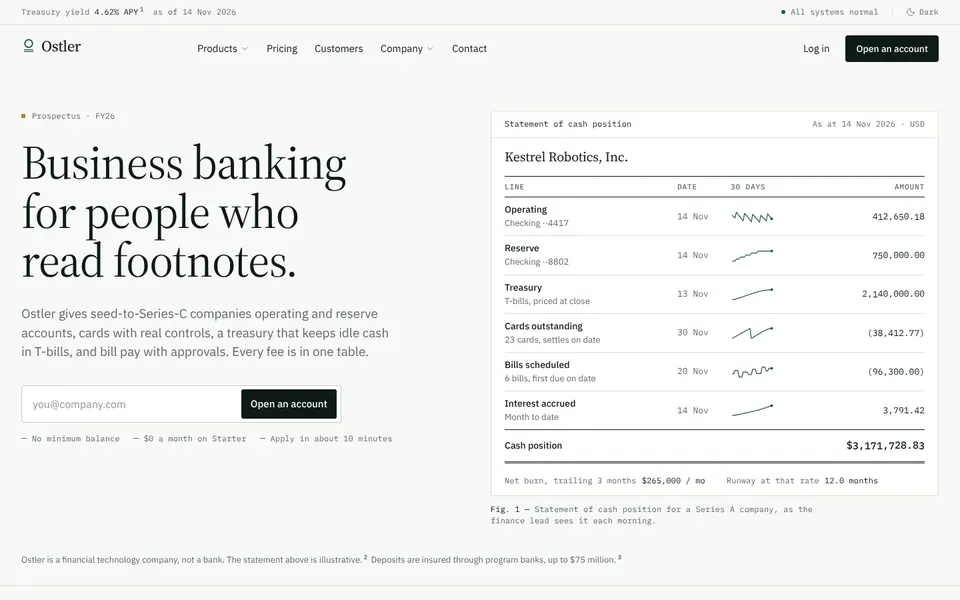 Treasury yield 4.62% APY¹ as of 14 Nov 2026
All systems normal
Dark
Ostler
Products
Pricing
Customers
Company
Contact
Log in
Open an account
Prospectus · FY26
Business banking
for people who
read footnotes.
Ostler gives seed-to-Series-C companies operating and reserve
accounts, cards with real controls, a treasury that keeps idle cash
in T-bills, and bill pay with approvals. Every fee is in one table.
you@company.com
Open an account
— No minimum balance — $0 a month on Starter — Apply in about 10 minutes
Statement of cash position
As at 14 Nov 2026 · USD
Kestrel Robotics, Inc.
LINE DATE 30 DAYS AMOUNT
Operating
Checking ··4417
14 Nov 412,650.18
Reserve
Checking ··8802
14 Nov 750,000.00
Treasury
T-bills, priced at close
13 Nov 2,140,000.00
Cards outstanding
23 cards, settles on date
30 Nov (38,412.77)
Bills scheduled
6 bills, first due on date
20 Nov (96,300.00)
Interest accrued
Month to date
14 Nov 3,791.42
Cash position $3,171,728.83
Net burn, trailing 3 months $265,000 / mo Runway at that rate 12.0 months
Fig. 1 — Statement of cash position for a Series A company, as the
finance lead sees it each morning.
Ostler is a financial technology company, not a bank. The statement above is illustrative.² Deposits are insured through program banks, up to $75 million.³